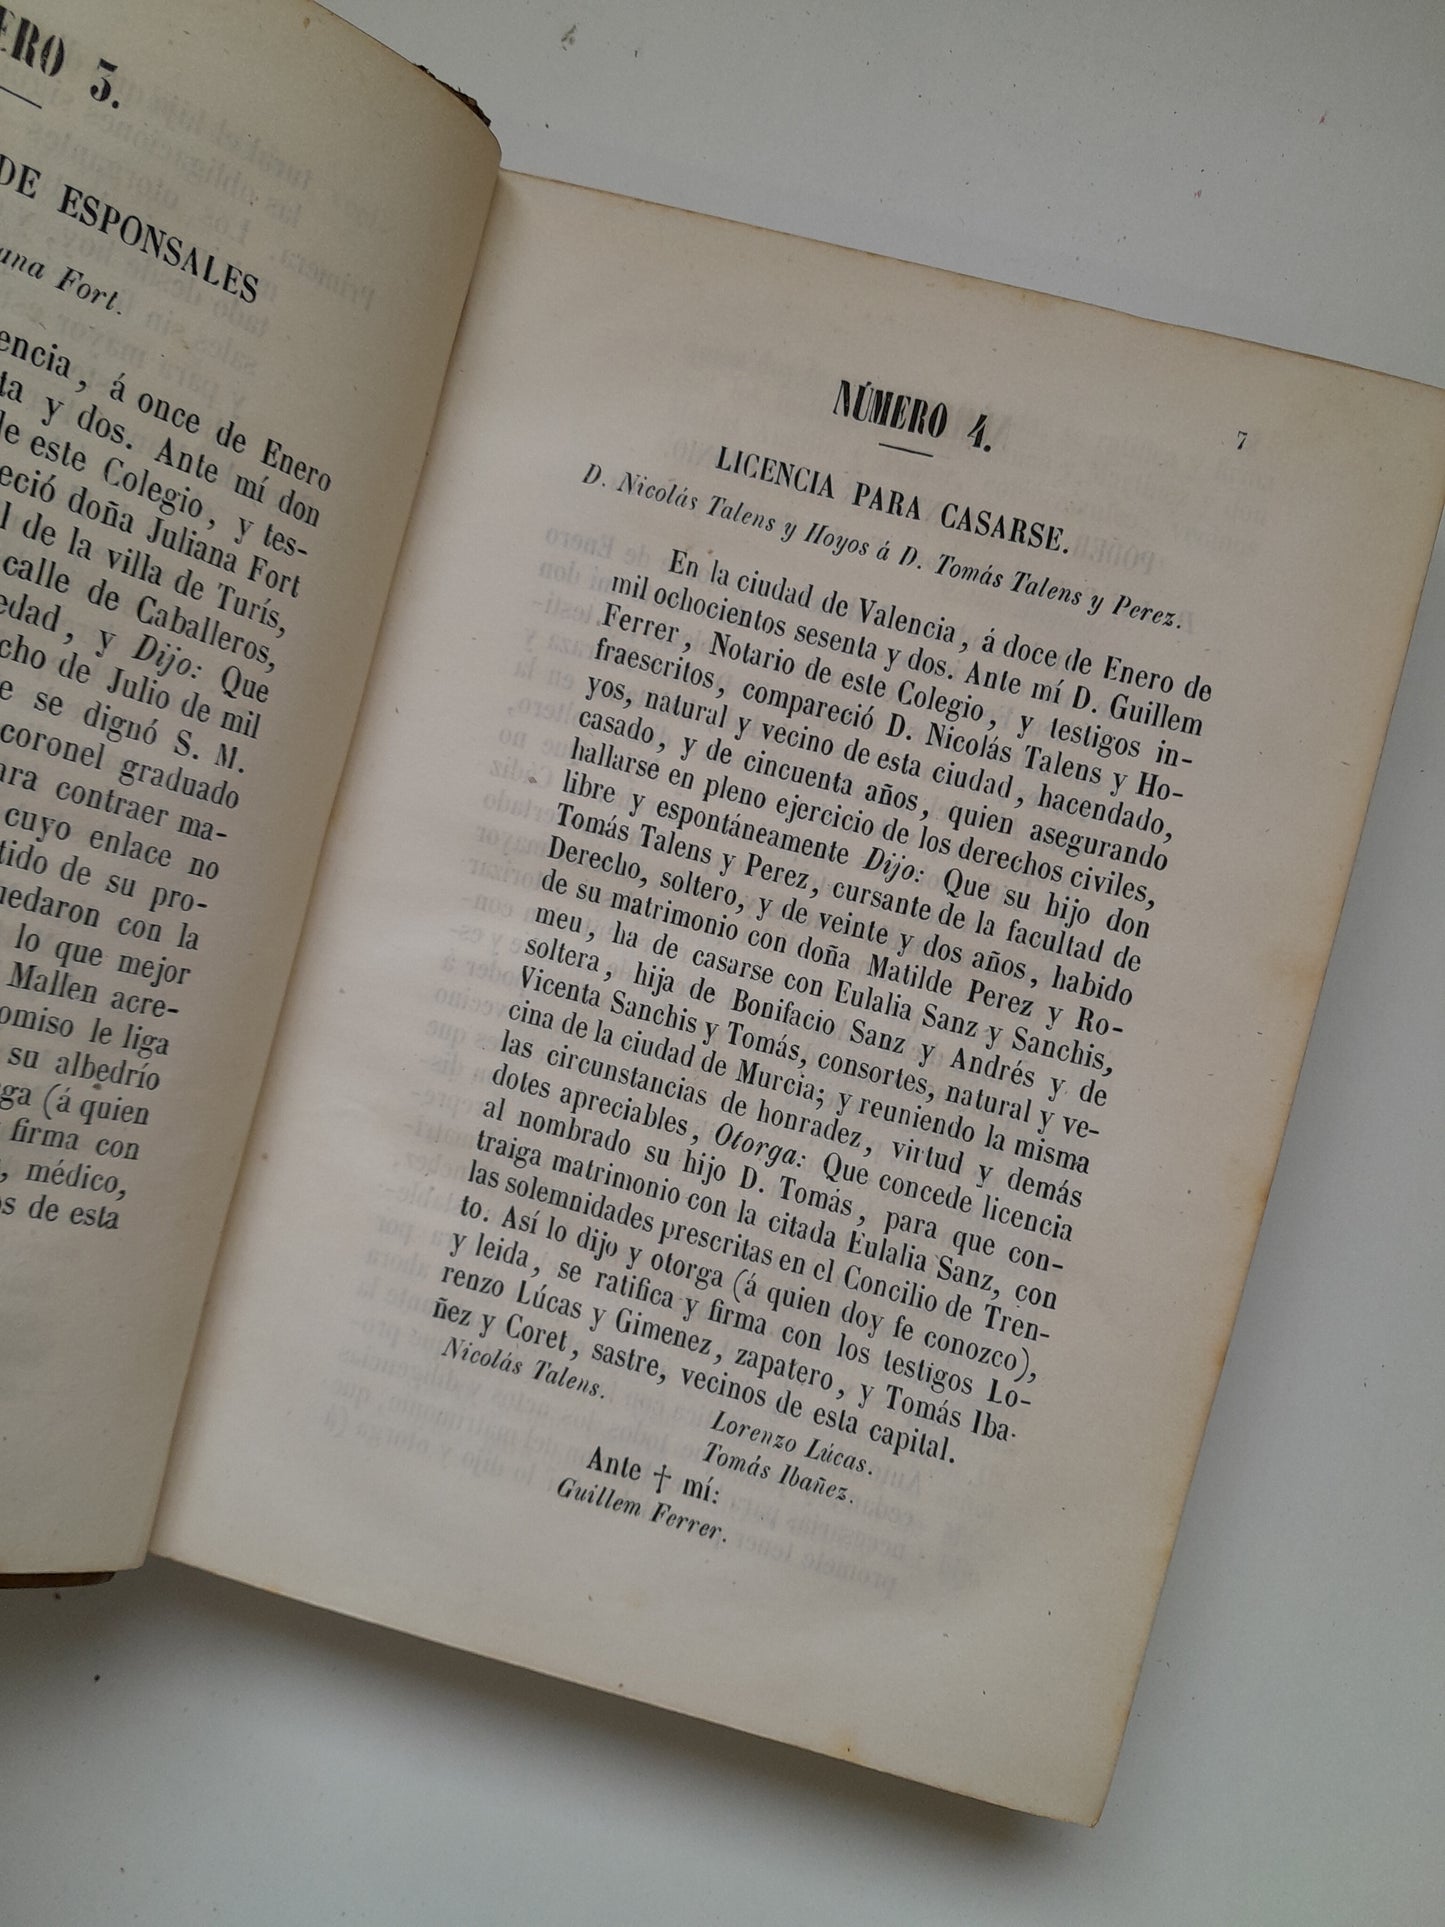 ERO 3.
DE ESPONSALES
ana Fort.
encia, á once de Enero
ta y dos. Ante mí don
de este Colegio, y tes-
eció doña Juliana Fort
l de la villa de Turís,
calle de Caballeros,
edad, y Dijo: Que
cho de Julio de mil
e se dignó S. M.
coronel graduado
ara contraer ma-
cuyo enlace no
tido de su pro-
uedaron con la
lo que mejor
Mallen acre-
omiso le liga
su albedrío
ga (á quien
firma con
, médico,
os de esta
7
NÚMERO 4.
LICENCIA PARA CASARSE.
D. Nicolás Talens y Hoyos á D. Tomás Talens y Perez.
En la ciudad de Valencia, á doce de Enero de
mil ochocientos sesenta y dos. Ante mí D. Guillem
Ferrer, Notario de este Colegio, y testigos in-
fraescritos, compareció D. Nicolás Talens y Ho-
yos, natural y vecino de esta ciudad, hacendado,
casado, y de cincuenta años, quien asegurando
hallarse en pleno ejercicio de los derechos civiles,
libre y espontáneamente Dijo: Que su hijo don
Tomás Talens y Perez, cursante de la facultad de
Derecho, soltero, y de veinte y dos años, habido
de su matrimonio con doña Matilde Perez y Ro-
meu, ha de casarse con Eulalia Sanz y Sanchis,
soltera, hija de Bonifacio Sanz y Andrés y de
Vicenta Sanchis y Tomás, consortes, natural y ve-
cina de la ciudad de Murcia; y reuniendo la misma
las circunstancias de honradez, virtud y demás
dotes apreciables, Otorga: Que concede licencia
al nombrado su hijo D. Tomás, para que con-
traiga matrimonio con la citada Eulalia Sanz, con
las solemnidades prescritas en el Concilio de Tren-
to. Así lo dijo y otorga (á quien doy fe conozco),
y leida, se ratifica y firma con los testigos Lo-
renzo Lúcas y Gimenez, zapatero, y Tomás Iba-
ñez y Coret, sastre, vecinos de esta capital.
Nicolás Talens.
Lorenzo Lúcas.
Tomás Ibañez.
Ante † mí:
Guillem Ferrer.